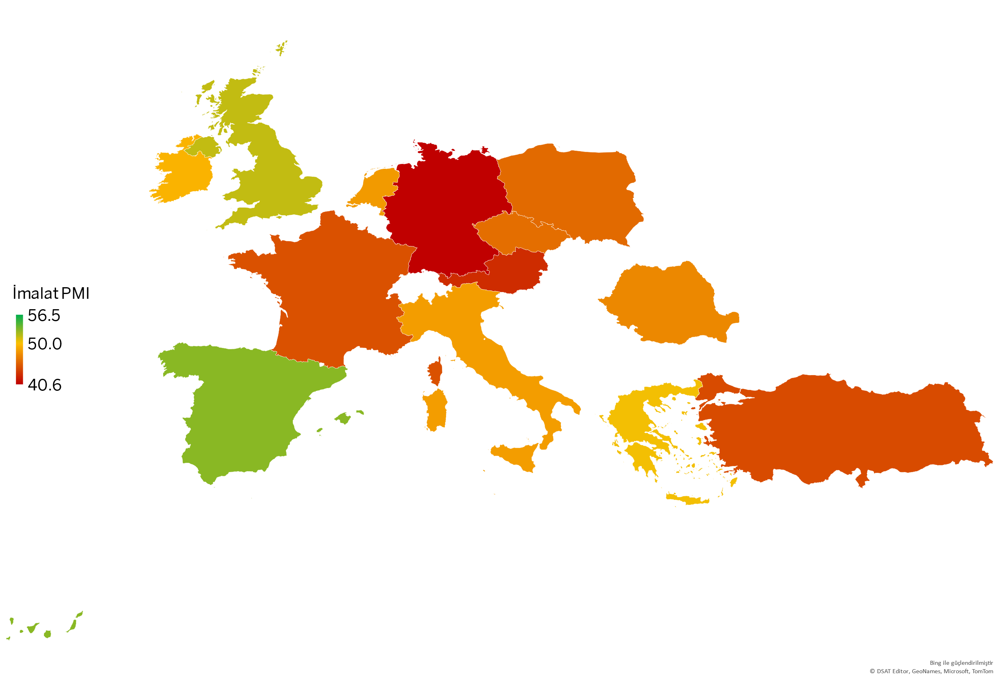 İmalat PMI
56.5
50.0
40.6
Bing ile güçlendirilmiştir
© DSAT Editor, GeoNames, Microsoft, TomTom